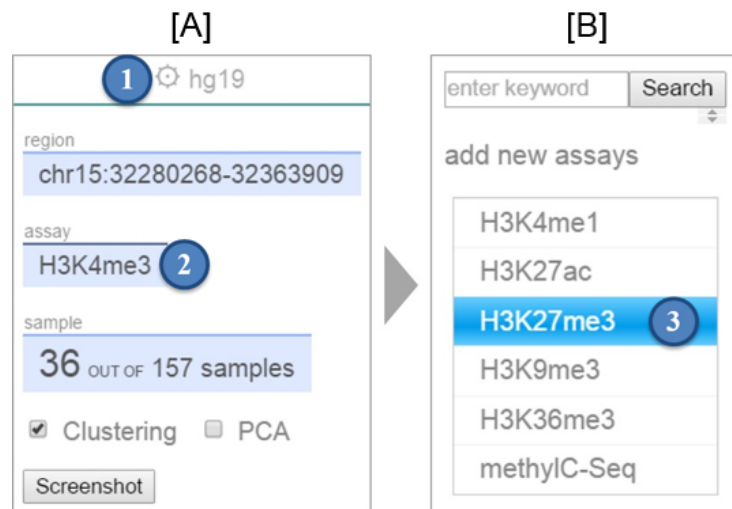 [A]
1 hg19
region
chr15:32280268-32363909
assay
H3K4me3 2
sample
36 OUT OF 157 samples
Clustering PCA
Screenshot
[B]
enter keyword Search
add new assays
H3K4me1
H3K27ac
H3K27me3 3
H3K9me3
H3K36me3
methylC-Seq